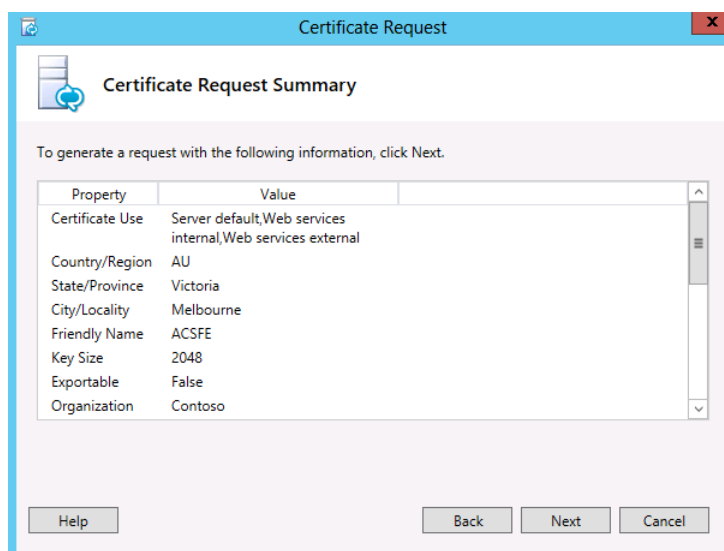 Certificate Request
x
Certificate Request Summary
To generate a request with the following information, click Next.
Property Value
Certificate Use Server default,Web services
internal,Web services external
Country/Region AU
State/Province Victoria
City/Locality Melbourne
Friendly Name ACSFE
Key Size 2048
Exportable False
Organization Contoso
Help Back Next Cancel